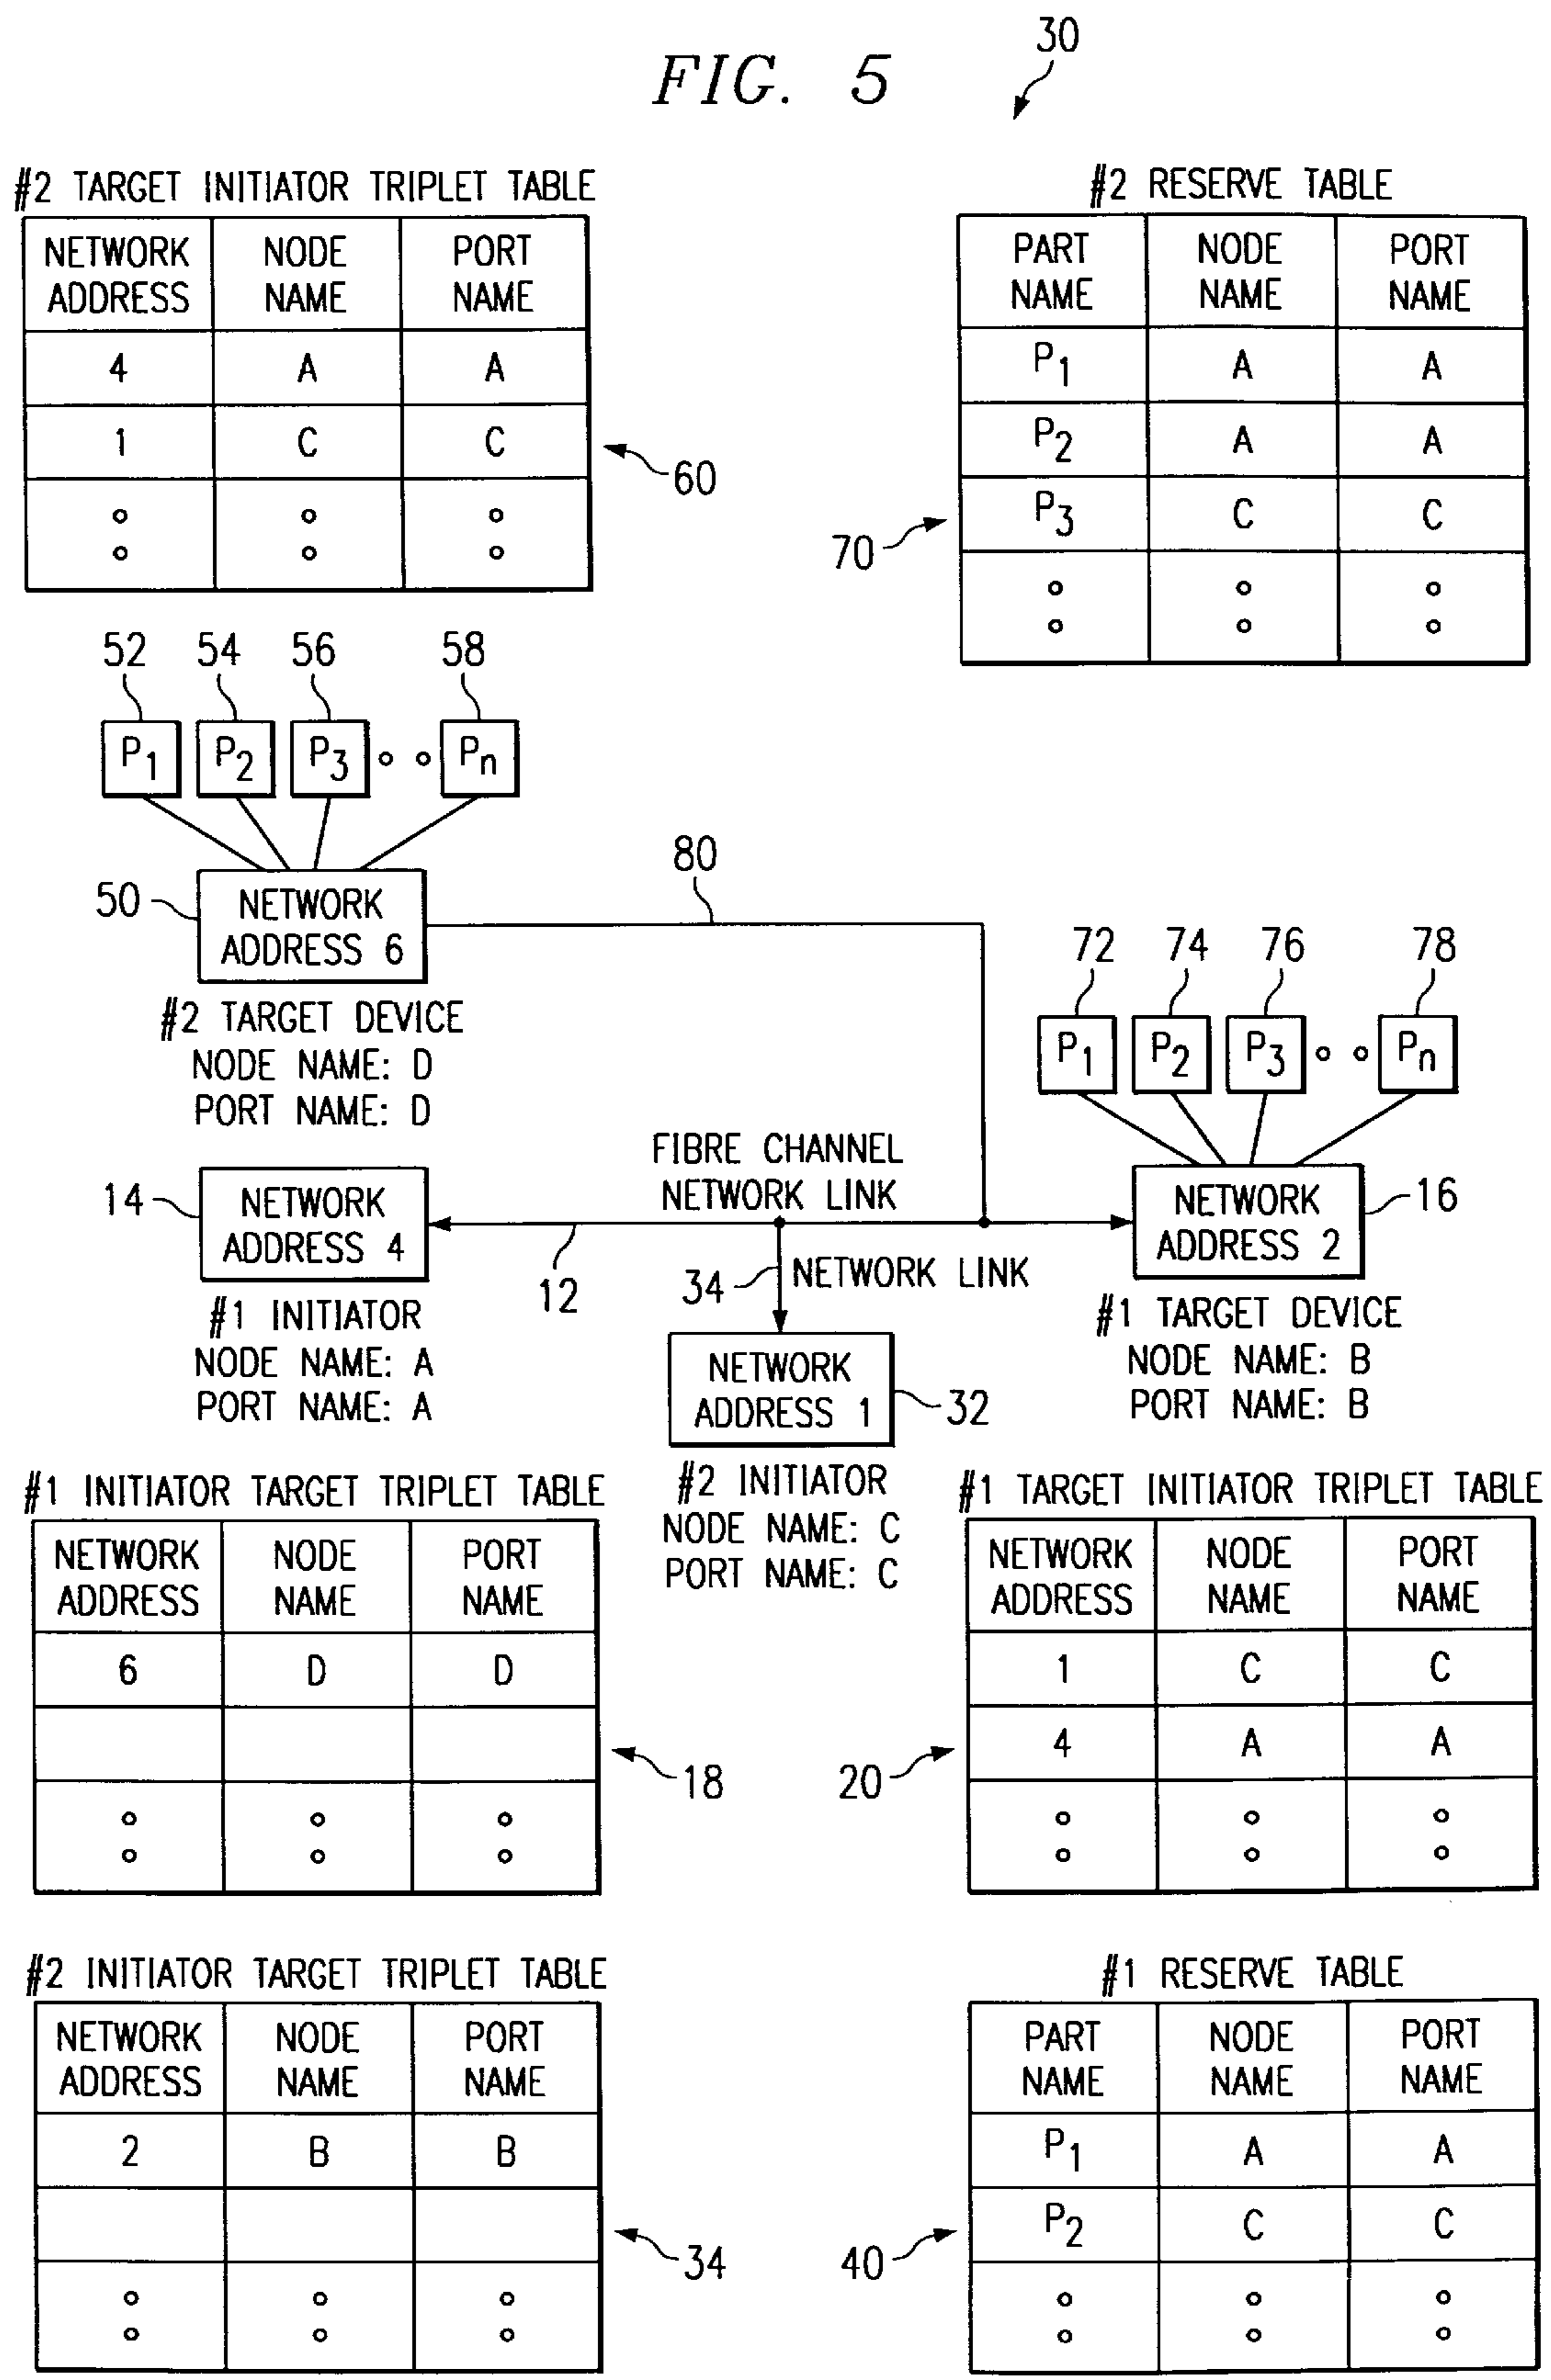 FIG. 5
30
#2 TARGET INITIATOR TRIPLET TABLE
NETWORK ADDRESS NODE NAME PORT NAME
4 A A
1 C C
60
#2 RESERVE TABLE
PART NAME NODE NAME PORT NAME
P1 A A
P2 A A
P3 C C
70
52 54 56 58
P1 P2 P3 Pn
50
NETWORK
ADDRESS 6
#2 TARGET DEVICE
NODE NAME: D
PORT NAME: D
80
72 74 76 78
P1 P2 P3 Pn
14
NETWORK
ADDRESS 4
#1 INITIATOR
NODE NAME: A
PORT NAME: A
FIBRE CHANNEL
NETWORK LINK
12
34
NETWORK LINK
NETWORK
ADDRESS 1
32
#2 INITIATOR
NODE NAME: C
PORT NAME: C
NETWORK
ADDRESS 2
16
#1 TARGET DEVICE
NODE NAME: B
PORT NAME: B
#1 INITIATOR TARGET TRIPLET TABLE
NETWORK ADDRESS NODE NAME PORT NAME
6 D D
18
#1 TARGET INITIATOR TRIPLET TABLE
NETWORK ADDRESS NODE NAME PORT NAME
1 C C
4 A A
20
#2 INITIATOR TARGET TRIPLET TABLE
NETWORK ADDRESS NODE NAME PORT NAME
2 B B
34
#1 RESERVE TABLE
PART NAME NODE NAME PORT NAME
P1 A A
P2 C C
40